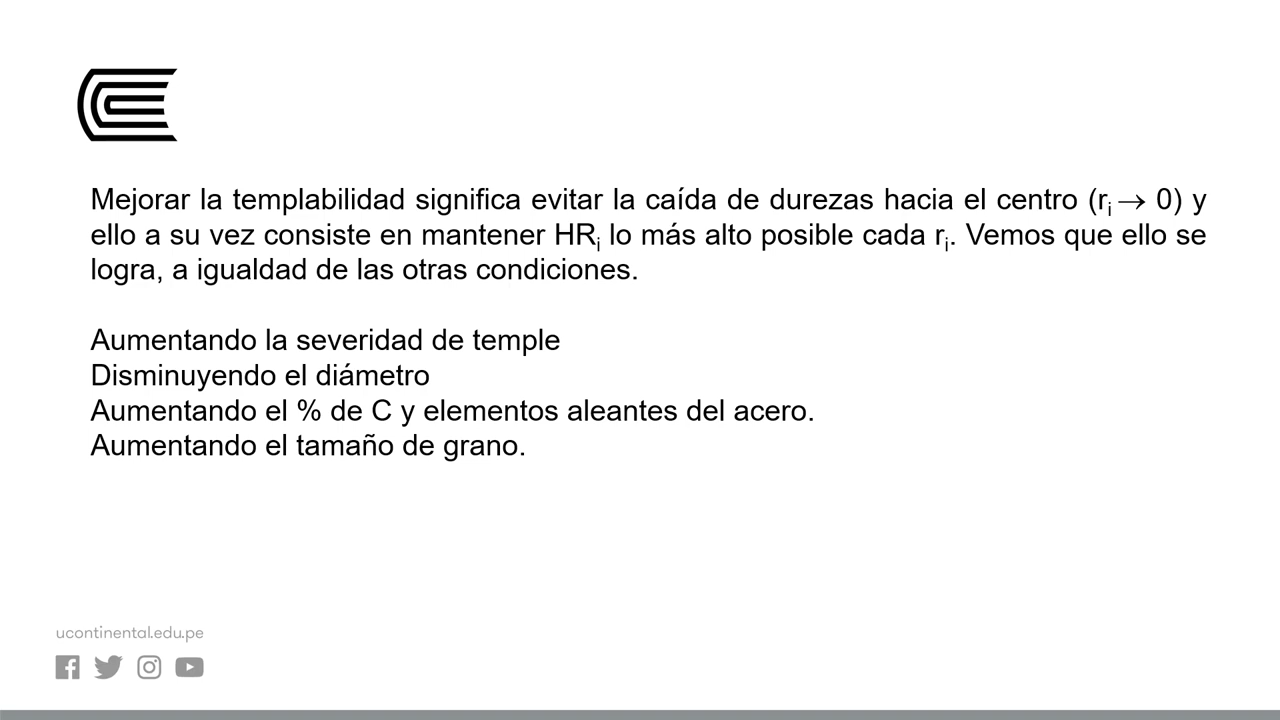 Mejorar la templabilidad significa evitar la caída de durezas hacia el centro (ri → 0) y
ello a su vez consiste en mantener HRi lo más alto posible cada ri. Vemos que ello se
logra, a igualdad de las otras condiciones.
Aumentando la severidad de temple
Disminuyendo el diámetro
Aumentando el % de C y elementos aleantes del acero.
Aumentando el tamaño de grano.
ucontinental.edu.pe